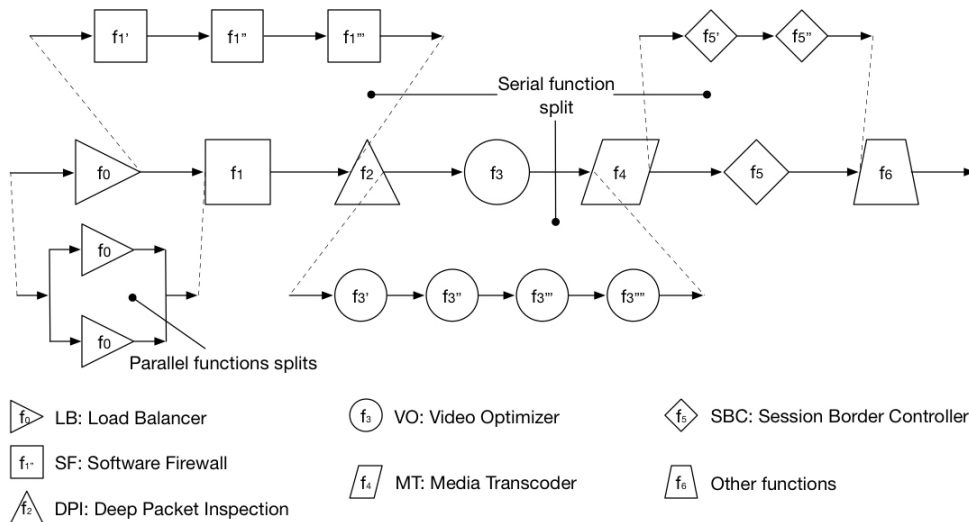 f1' f1'' f1''' f5' f5''
Serial function
split
f0 f1 f2 f3 f4 f5 f6
f0
f3' f3'' f3''' f3''''
f0
Parallel functions splits
f0 LB: Load Balancer
f1- SF: Software Firewall
f2 DPI: Deep Packet Inspection
f3 VO: Video Optimizer
f4 MT: Media Transcoder
f5 SBC: Session Border Controller
f6 Other functions